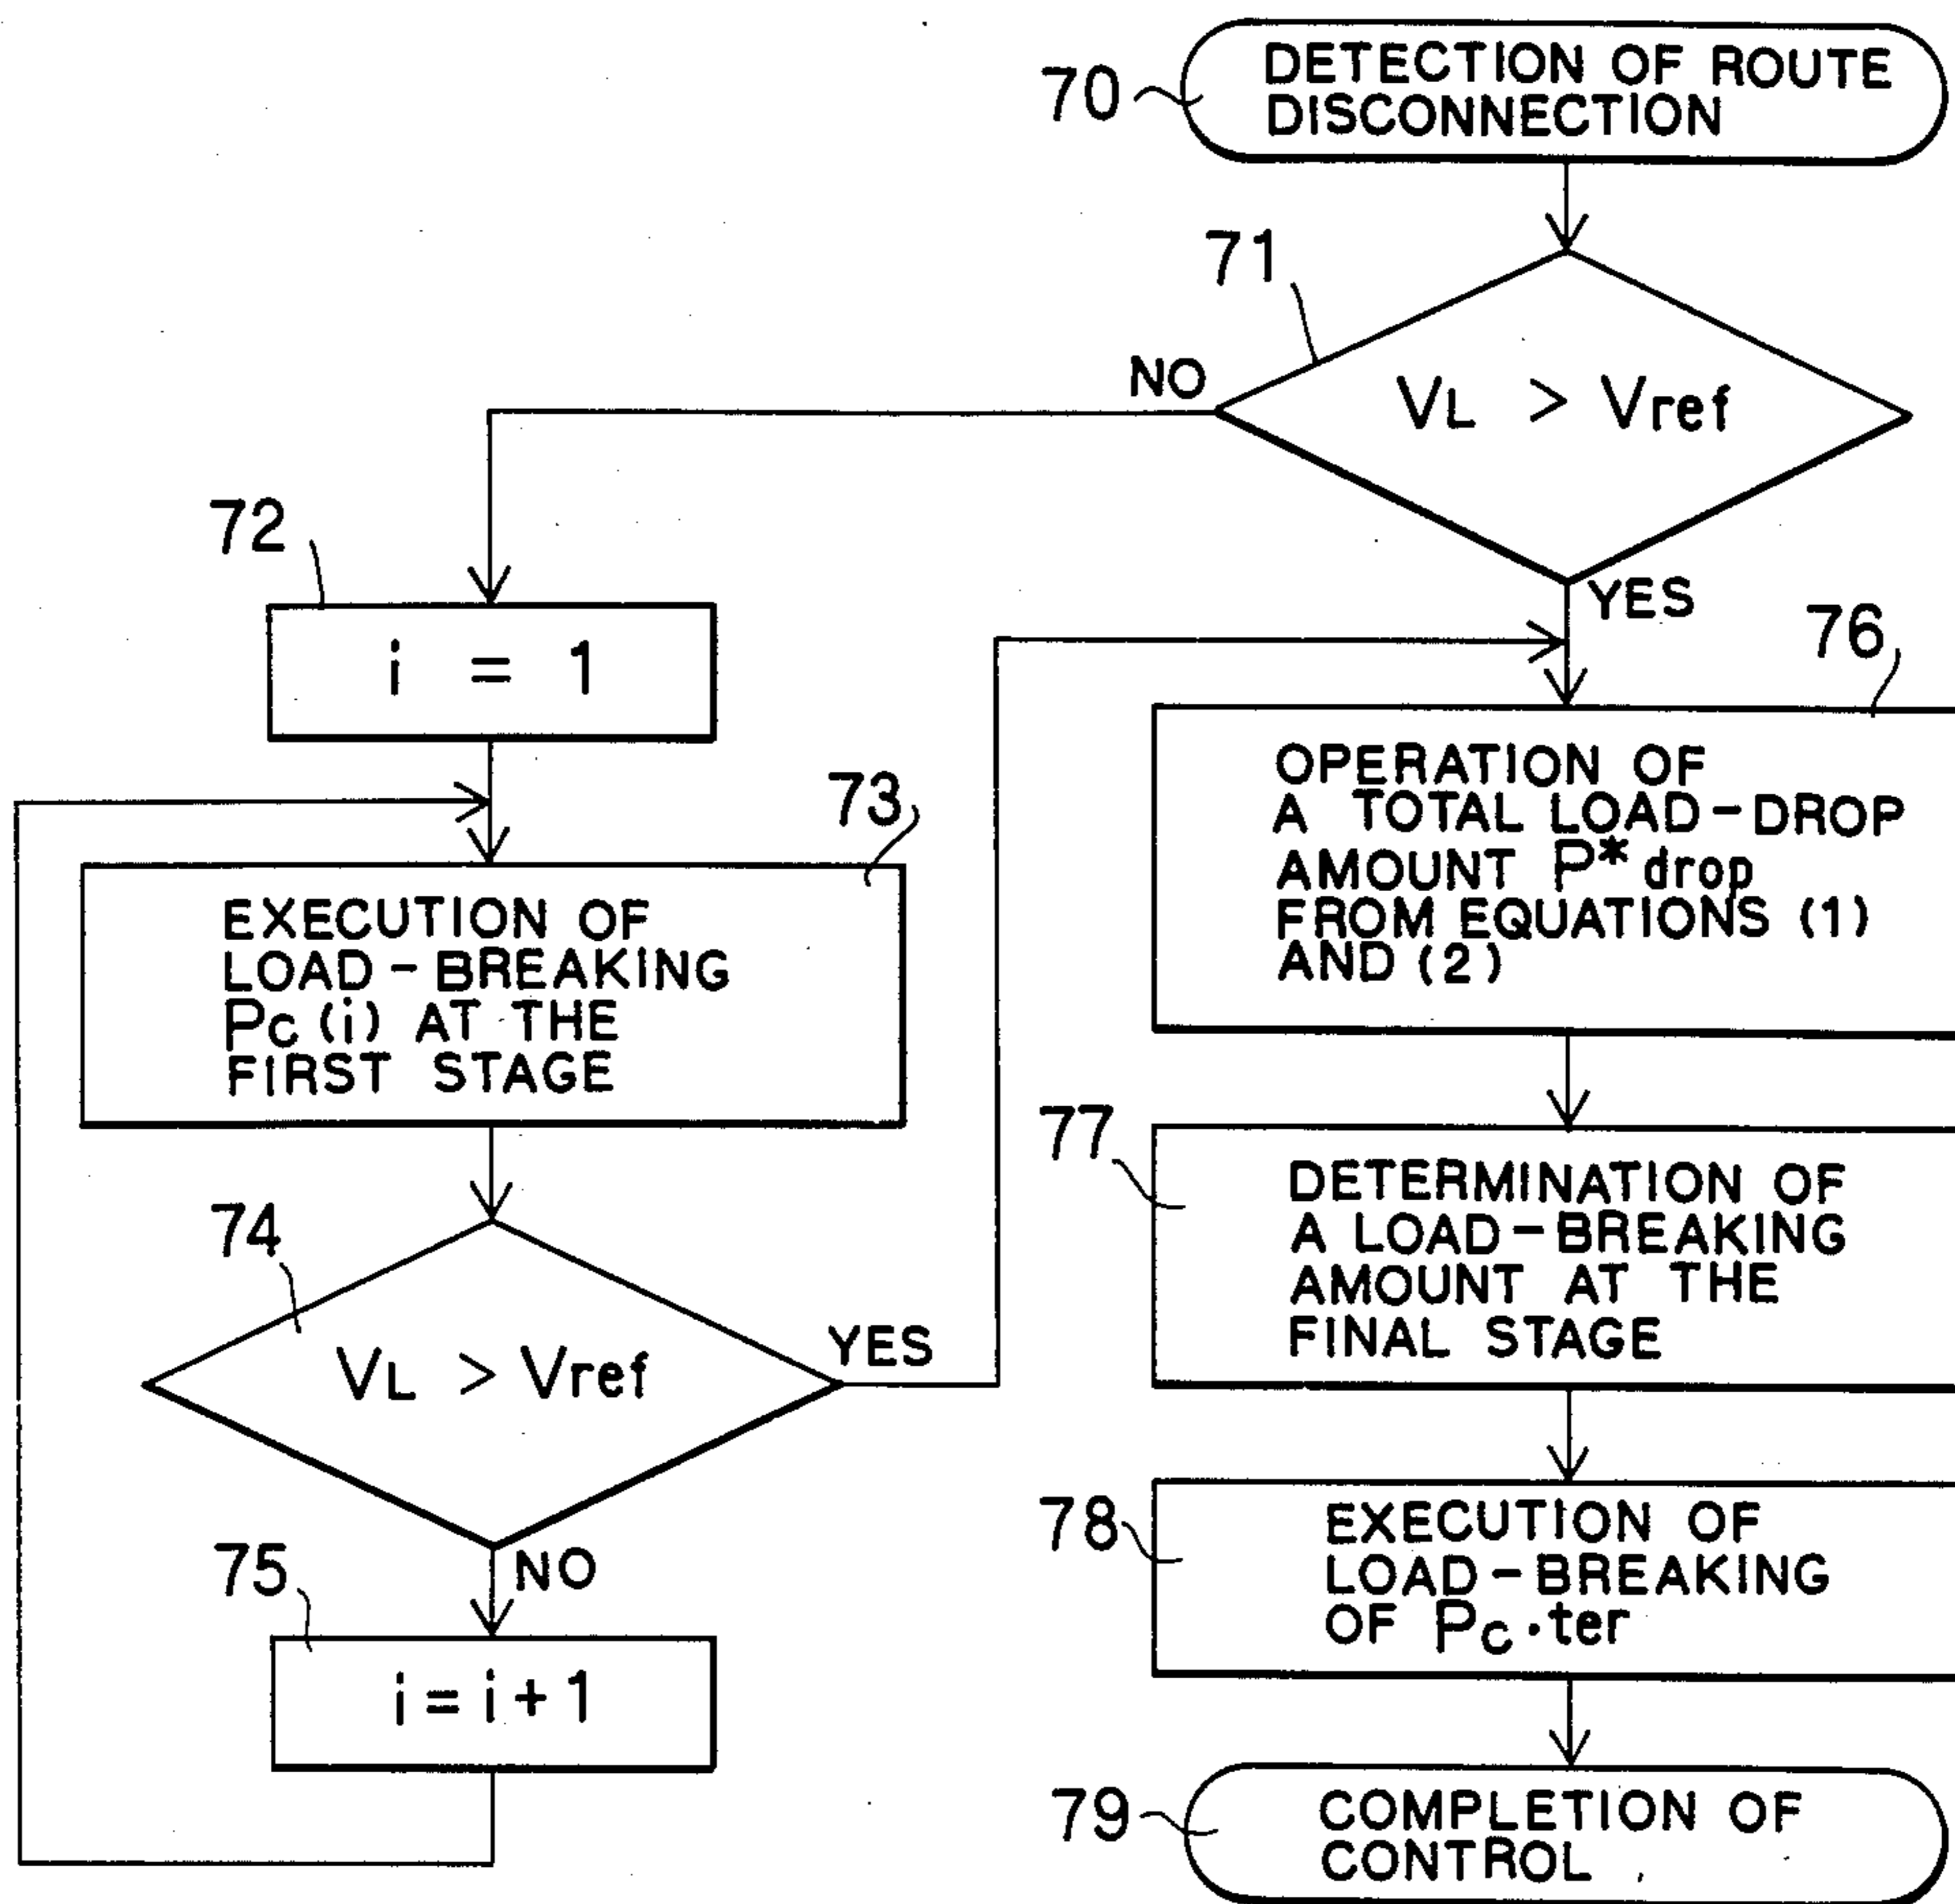 70
DETECTION OF ROUTE
DISCONNECTION
71
NO
VL > Vref
YES
72
i = 1
73
EXECUTION OF
LOAD-BREAKING
Pc (i) AT THE
FIRST STAGE
74
VL > Vref
YES
NO
75
i = i + 1
76
OPERATION OF
A TOTAL LOAD-DROP
AMOUNT P* drop
FROM EQUATIONS (1)
AND (2)
77
DETERMINATION OF
A LOAD-BREAKING
AMOUNT AT THE
FINAL STAGE
78
EXECUTION OF
LOAD-BREAKING
OF Pc · ter
79
COMPLETION OF
CONTROL